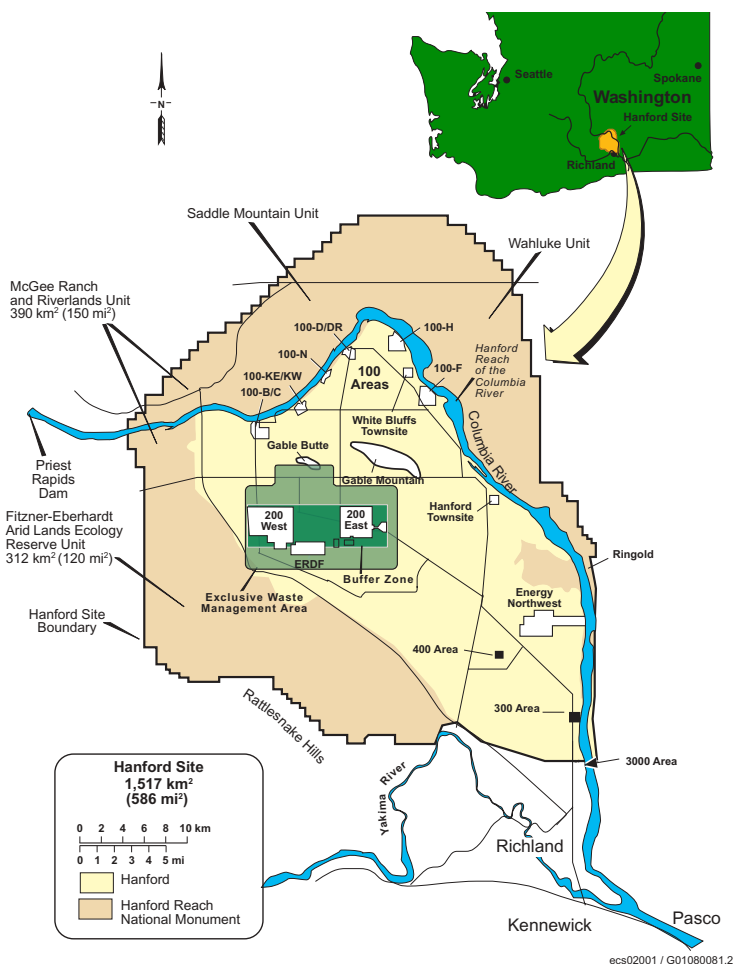 Seattle
Spokane
Washington
Hanford Site
Richland
N
Saddle Mountain Unit
Wahluke Unit
McGee Ranch
and Riverlands Unit
390 km² (150 mi²)
100-D/DR
100-H
100-N
100-KE/KW
100-B/C
100
Areas
100-F
Hanford
Reach
of the
Columbia
River
White Bluffs
Townsite
Columbia River
Gable Butte
Gable Mountain
Priest
Rapids
Dam
Hanford
Townsite
200
West
200
East
ERDF
Buffer Zone
Fitzner-Eberhardt
Arid Lands Ecology
Reserve Unit
312 km² (120 mi²)
Ringold
Exclusive Waste
Management Area
Energy
Northwest
Hanford Site
Boundary
400 Area
Rattlesnake Hills
300 Area
3000 Area
Yakima River
Hanford Site
1,517 km²
(586 mi²)
0 2 4 6 8 10 km
0 1 2 3 4 5 mi
Hanford
Hanford Reach
National Monument
Richland
Kennewick
Pasco
ecs02001 / G01080081.2